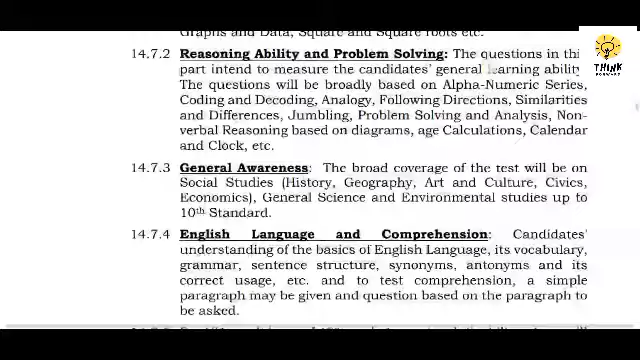 Graphs and Data, Square and Square roots etc.
14.7.2 Reasoning Ability and Problem Solving: The questions in thi
part intend to measure the candidates' general learning ability
The questions will be broadly based on Alpha-Numeric Series,
Coding and Decoding, Analogy, Following Directions, Similarities
and Differences, Jumbling, Problem Solving and Analysis, Non-
verbal Reasoning based on diagrams, age Calculations, Calendar
and Clock, etc.
14.7.3 General Awareness: The broad coverage of the test will be on
Social Studies (History, Geography, Art and Culture, Civics,
Economics), General Science and Environmental studies up to
10th Standard.
14.7.4 English Language and Comprehension: Candidates'
understanding of the basics of English Language, its vocabulary,
grammar, sentence structure, synonyms, antonyms and its
correct usage, etc. and to test comprehension, a simple
paragraph may be given and question based on the paragraph to
be asked.
THINK
FORWARD